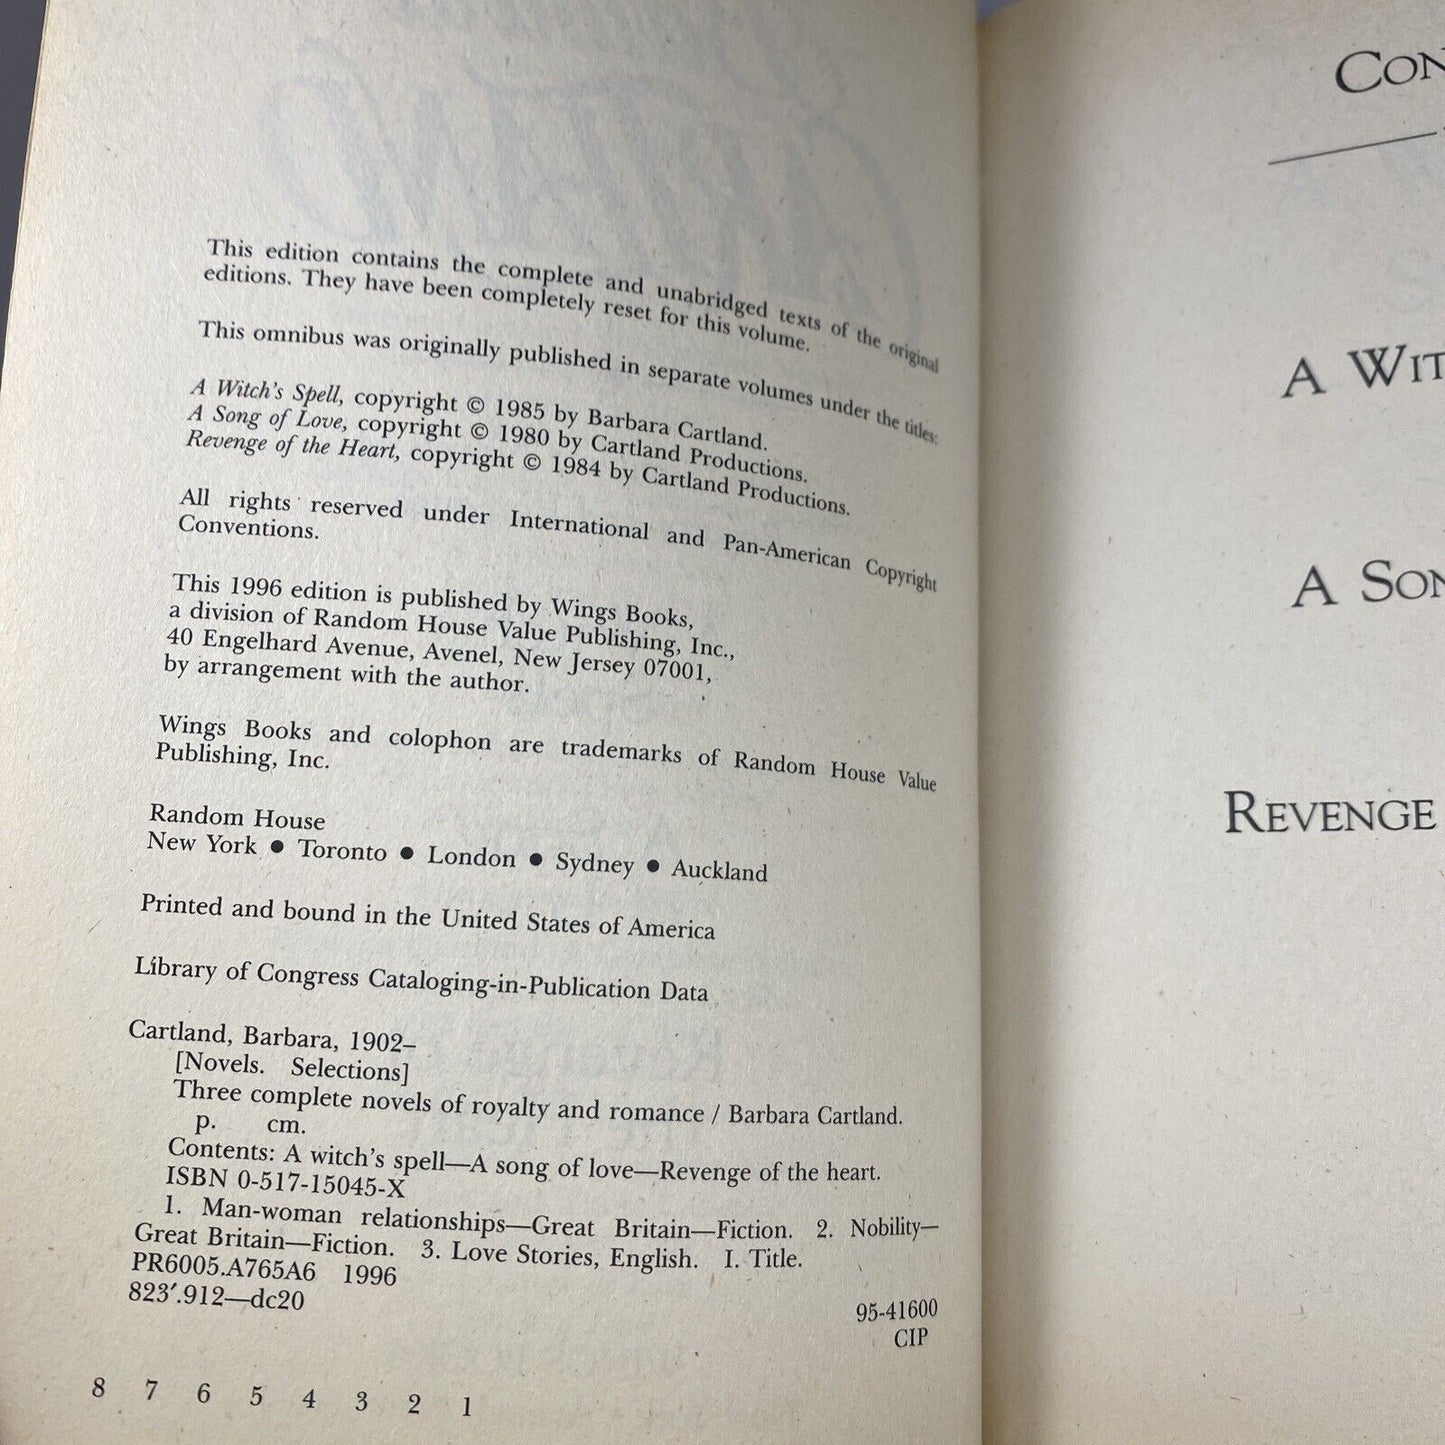 This edition contains the complete and unabridged texts of the original
editions. They have been completely reset for this volume.
This omnibus was originally published in separate volumes under the titles:
A Witch's Spell, copyright © 1985 by Barbara Cartland.
A Song of Love, copyright © 1980 by Cartland Productions.
Revenge of the Heart, copyright © 1984 by Cartland Productions.
All rights reserved under International and Pan-American Copyright
Conventions.
This 1996 edition is published by Wings Books,
a division of Random House Value Publishing, Inc.,
40 Engelhard Avenue, Avenel, New Jersey 07001,
by arrangement with the author.
Wings Books and colophon are trademarks of Random House Value
Publishing, Inc.
Random House
New York ● Toronto ● London ● Sydney ● Auckland
Printed and bound in the United States of America
Library of Congress Cataloging-in-Publication Data
Cartland, Barbara, 1902–
[Novels. Selections]
Three complete novels of royalty and romance / Barbara Cartland.
p. cm.
Contents: A witch's spell—A song of love—Revenge of the heart.
ISBN 0-517-15045-X
1. Man-woman relationships—Great Britain—Fiction. 2. Nobility—
Great Britain—Fiction. 3. Love Stories, English. I. Title.
PR6005.A765A6 1996
823′.912—dc20
95-41600
CIP
8 7 6 5 4 3 2 1
CON
A WIT
A SON
REVENGE